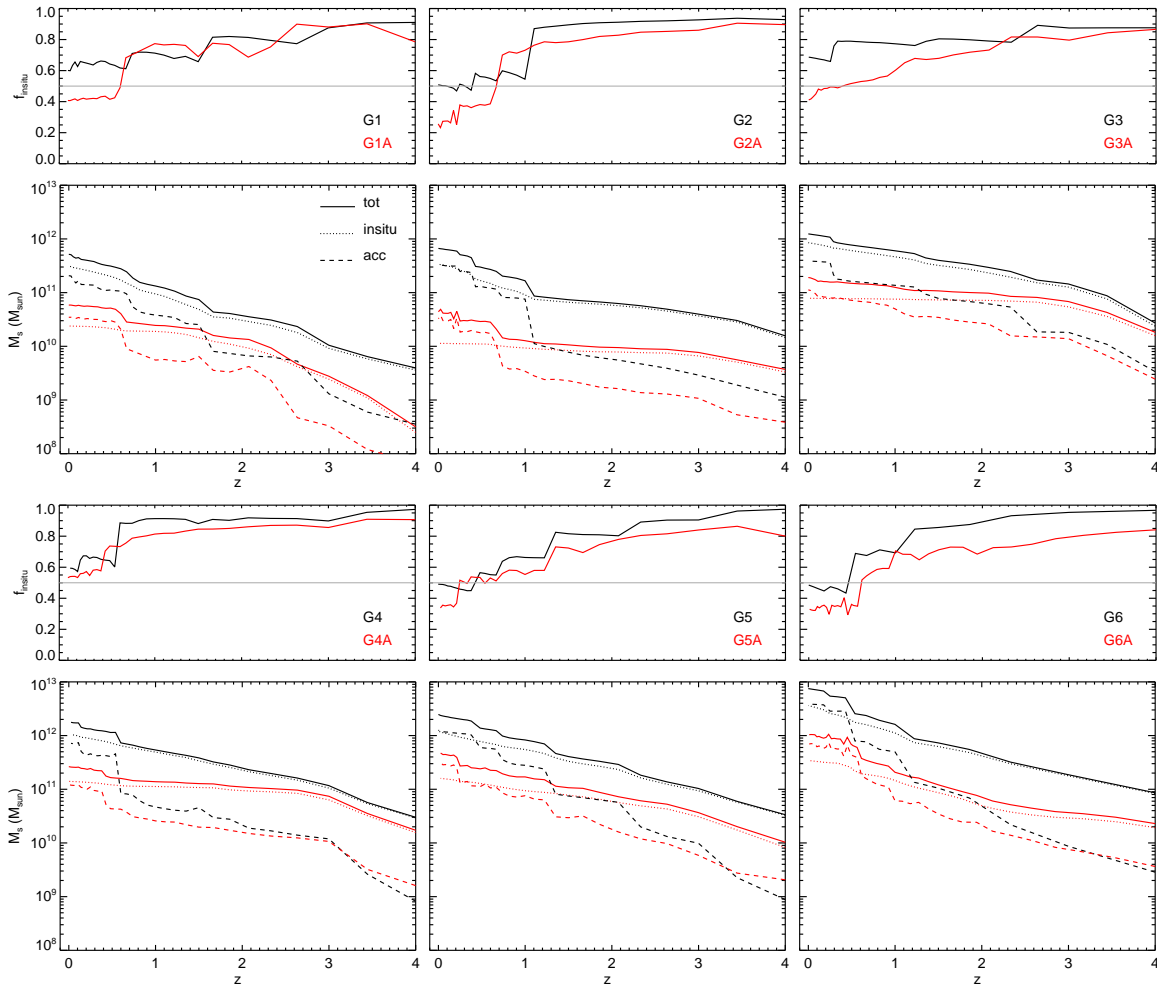 1.0
0.8
0.6
0.4
0.2
0.0
f_insitu
G1
G1A
G2
G2A
G3
G3A
10^13
10^12
10^11
10^10
10^9
10^8
M_s (M_sun)
tot
insitu
acc
0 1 2 3 4
0 1 2 3 4
0 1 2 3 4
z
z
z
1.0
0.8
0.6
0.4
0.2
0.0
f_insitu
G4
G4A
G5
G5A
G6
G6A
10^13
10^12
10^11
10^10
10^9
10^8
M_s (M_sun)
0 1 2 3 4
0 1 2 3 4
0 1 2 3 4
z
z
z